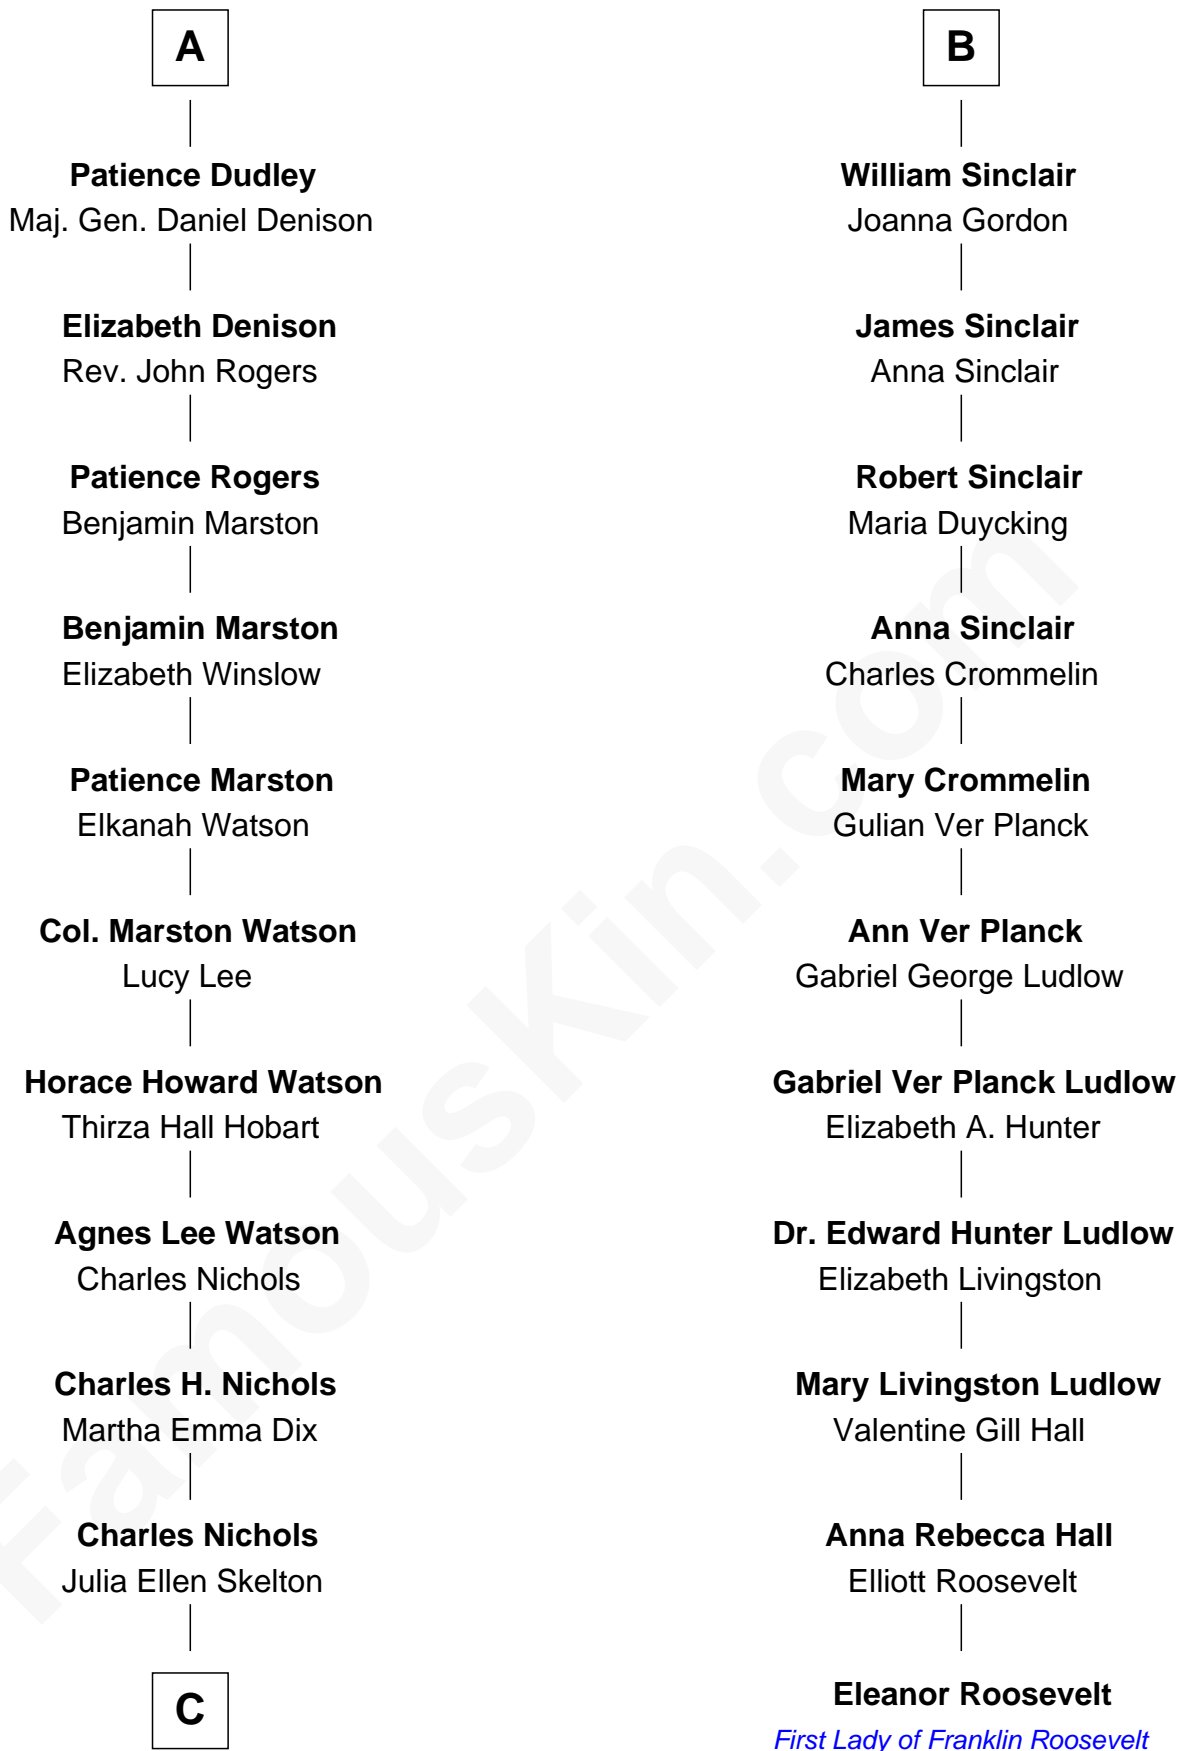 A
Patience Dudley
Maj. Gen. Daniel Denison
Elizabeth Denison
Rev. John Rogers
Patience Rogers
Benjamin Marston
Benjamin Marston
Elizabeth Winslow
Patience Marston
Elkanah Watson
Col. Marston Watson
Lucy Lee
Horace Howard Watson
Thirza Hall Hobart
Agnes Lee Watson
Charles Nichols
Charles H. Nichols
Martha Emma Dix
Charles Nichols
Julia Ellen Skelton
C
B
William Sinclair
Joanna Gordon
James Sinclair
Anna Sinclair
Robert Sinclair
Maria Duycking
Anna Sinclair
Charles Crommelin
Mary Crommelin
Gulian Ver Planck
Ann Ver Planck
Gabriel George Ludlow
Gabriel Ver Planck Ludlow
Elizabeth A. Hunter
Dr. Edward Hunter Ludlow
Elizabeth Livingston
Mary Livingston Ludlow
Valentine Gill Hall
Anna Rebecca Hall
Elliott Roosevelt
Eleanor Roosevelt
First Lady of Franklin Roosevelt
FamousKin.com